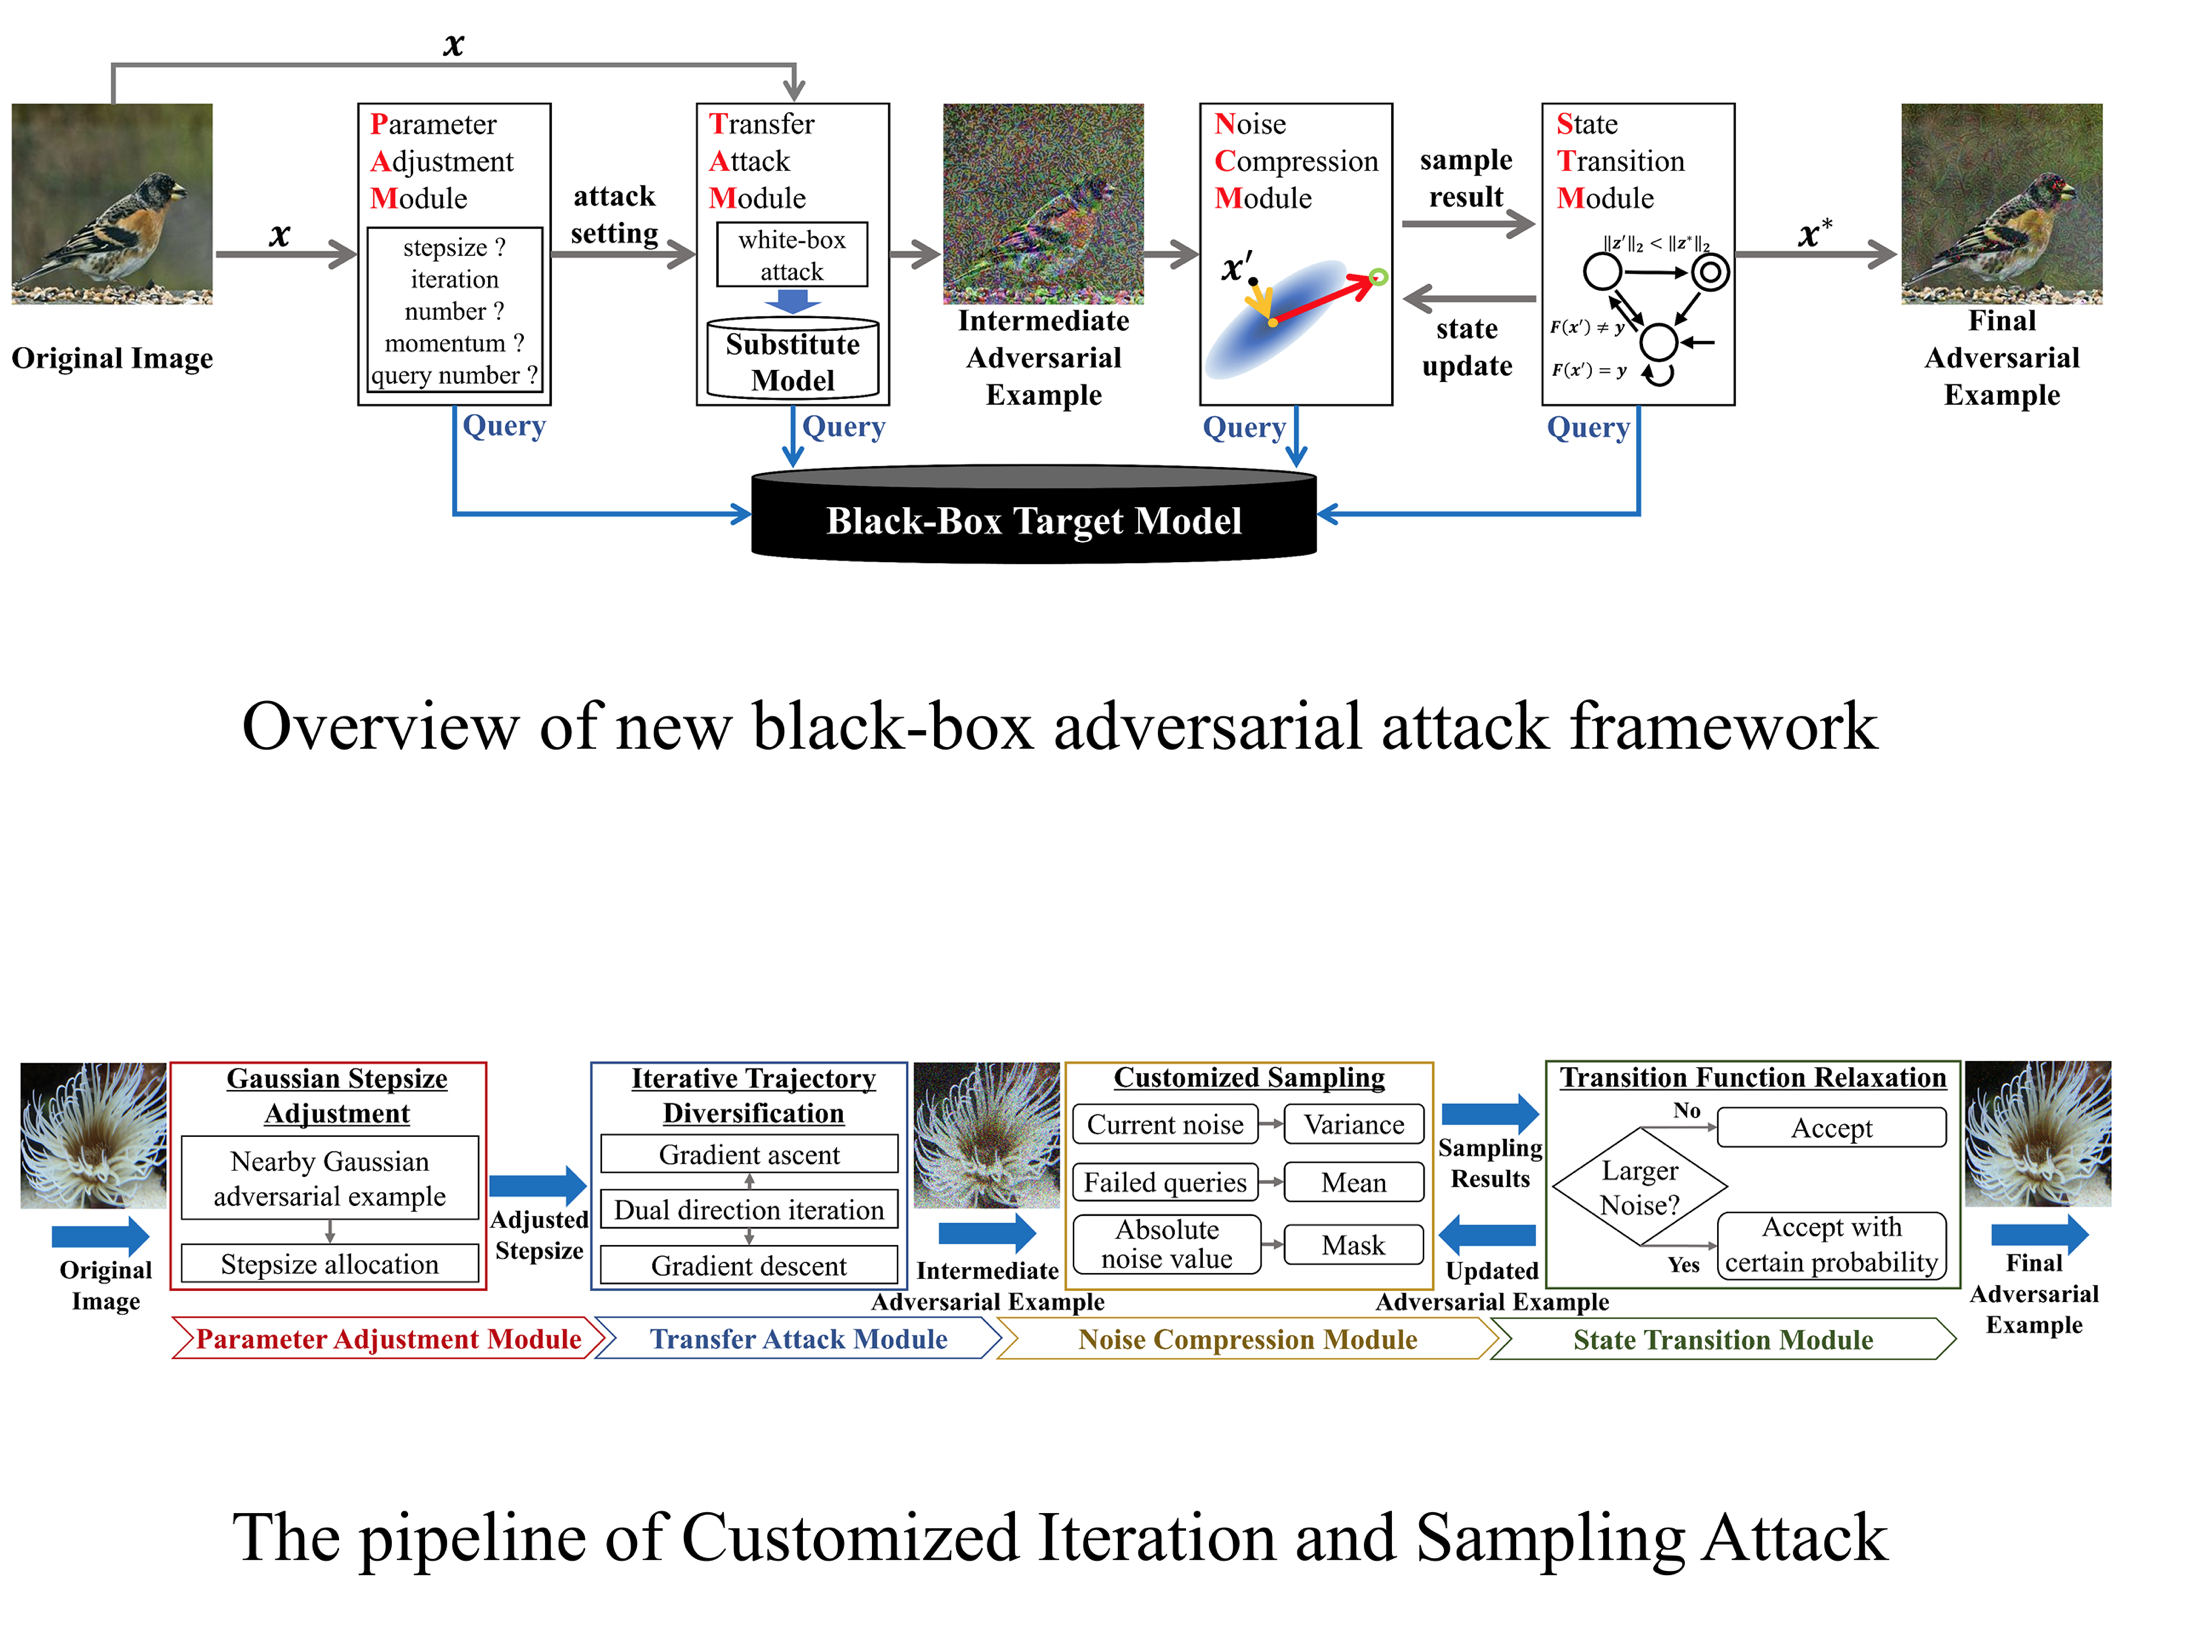 x
Original Image
x
Parameter
Adjustment
Module
stepsize ?
iteration
number ?
momentum ?
query number ?
Query
attack
setting
Transfer
Attack
Module
white-box
attack
Substitute
Model
Query
Intermediate
Adversarial
Example
Noise
Compression
Module
x′
Query
sample
result
state
update
State
Transition
Module
‖z′‖₂ < ‖z*‖₂
F(x′) ≠ y
F(x′) = y
Query
x*
Final
Adversarial
Example
Black-Box Target Model
Overview of new black-box adversarial attack framework
Original
Image
Gaussian Stepsize
Adjustment
Nearby Gaussian
adversarial example
Stepsize allocation
Adjusted
Stepsize
Iterative Trajectory
Diversification
Gradient ascent
Dual direction iteration
Gradient descent
Intermediate
Adversarial Example
Customized Sampling
Current noise
Variance
Failed queries
Mean
Absolute
noise value
Mask
Sampling
Results
Updated
Adversarial Example
Transition Function Relaxation
Larger
Noise?
No
Accept
Yes
Accept with
certain probability
Final
Adversarial
Example
Parameter Adjustment Module
Transfer Attack Module
Noise Compression Module
State Transition Module
The pipeline of Customized Iteration and Sampling Attack